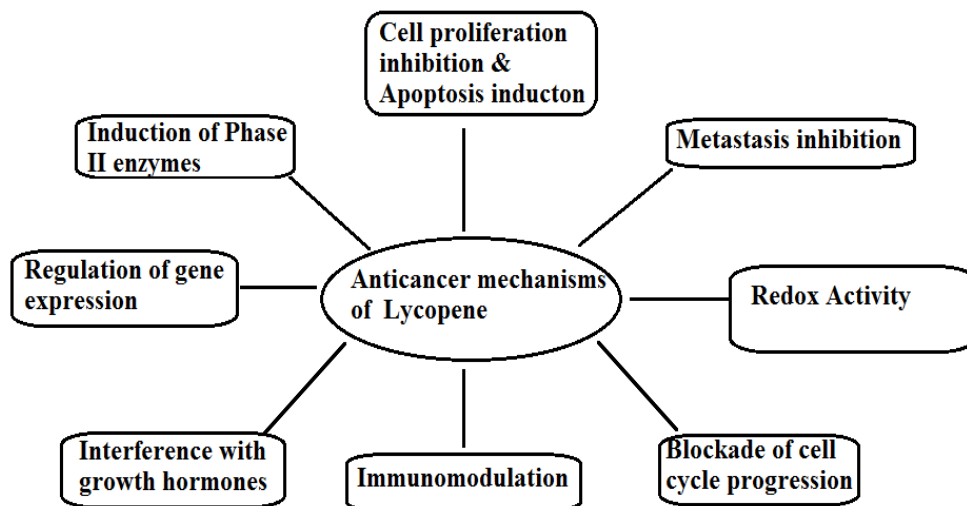 Cell proliferation
inhibition &
Apoptosis inducton
Induction of Phase
II enzymes
Metastasis inhibition
Regulation of gene
expression
Anticancer mechanisms
of Lycopene
Redox Activity
Interference with
growth hormones
Immunomodulation
Blockade of cell
cycle progression